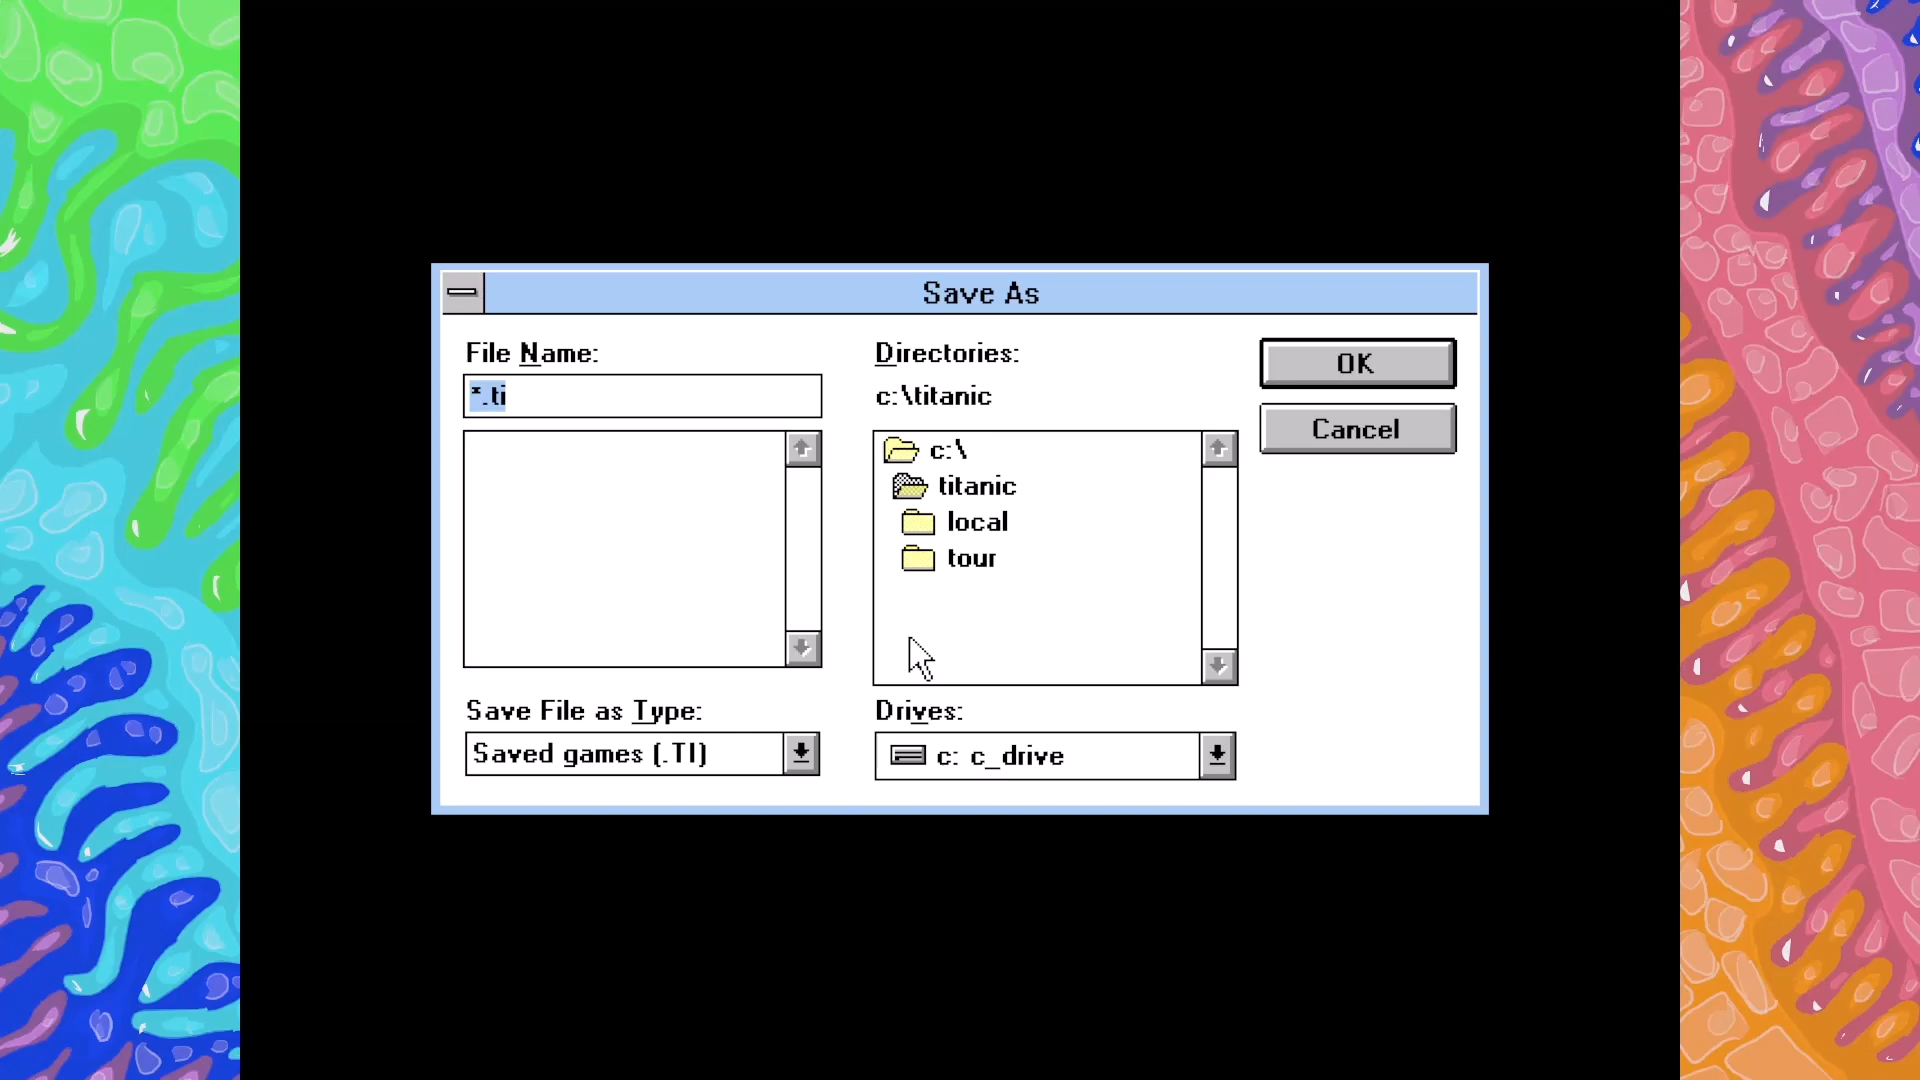 Save As
File Name:
*.ti
Directories:
c:\titanic
c:\
titanic
local
tour
OK
Cancel
Save File as Type:
Saved games (.TI)
Drives:
c: c_drive